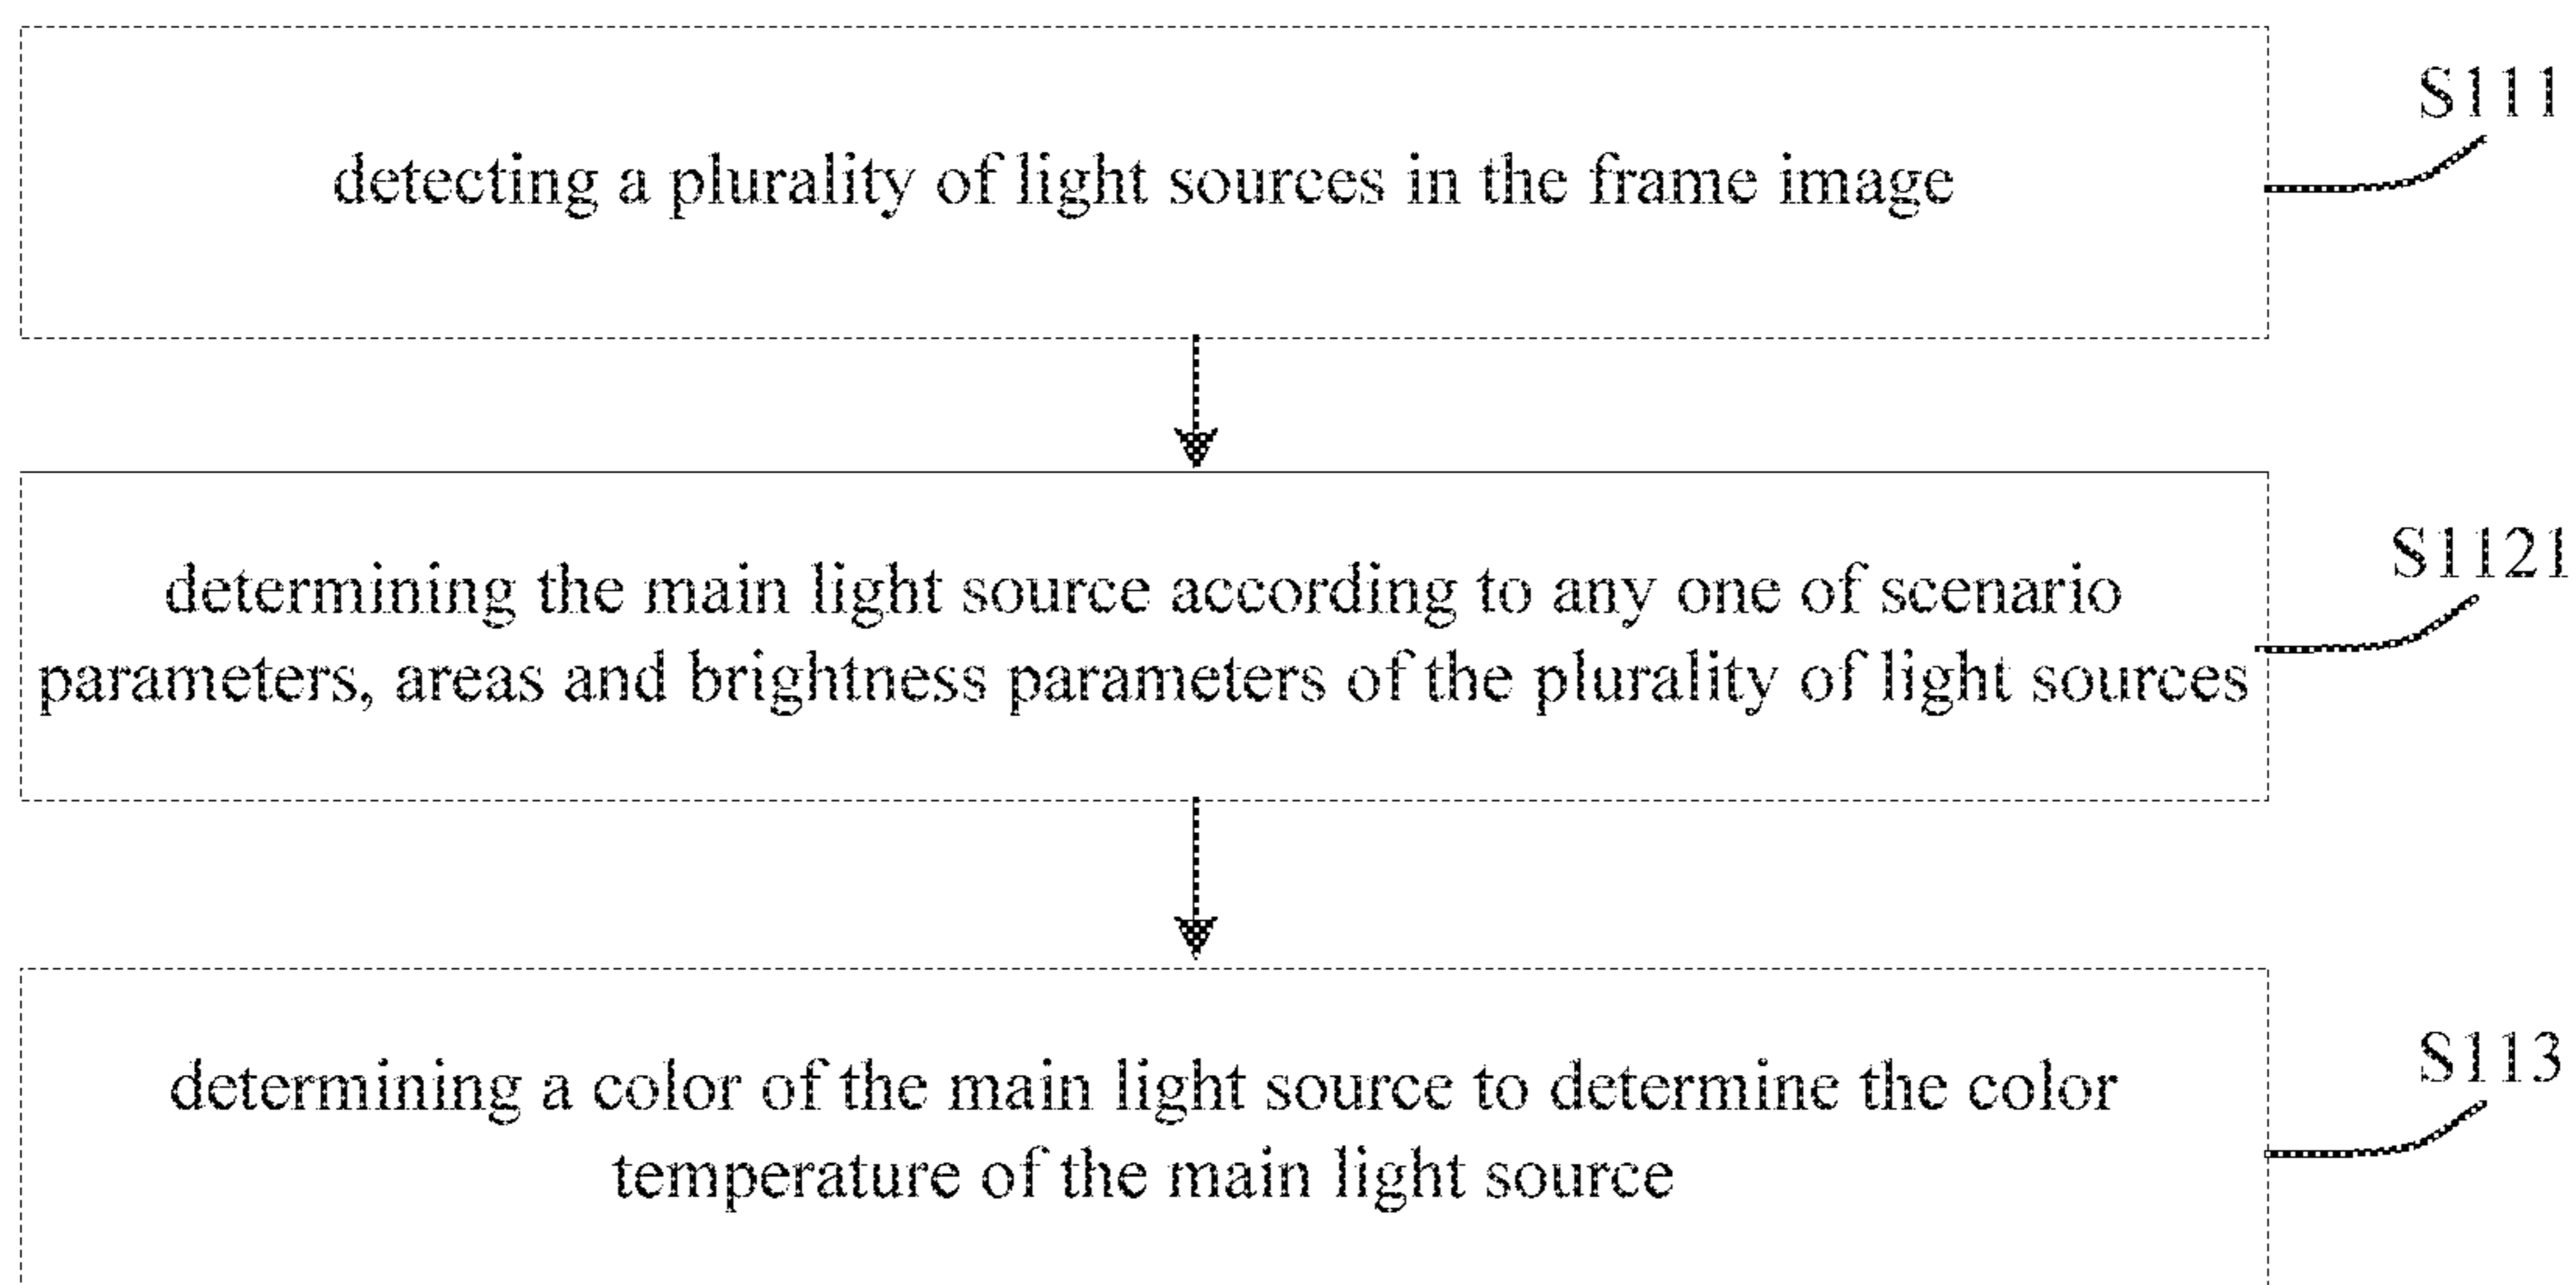 S111
detecting a plurality of light sources in the frame image
S1121
determining the main light source according to any one of scenario
parameters, areas and brightness parameters of the plurality of light sources
S113
determining a color of the main light source to determine the color
temperature of the main light source